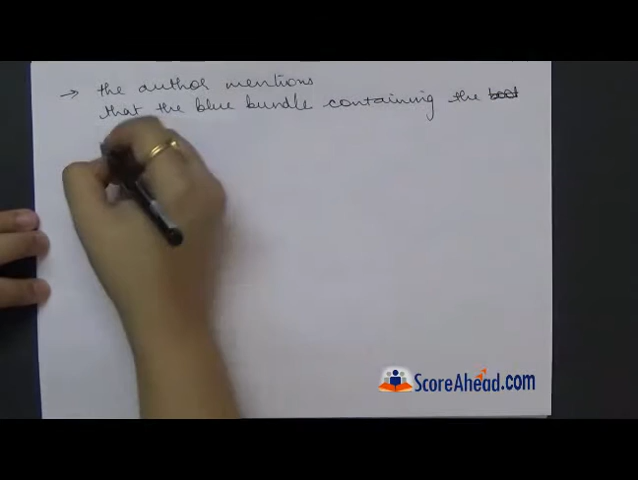 → the author mentions
that the blue bundle containing the
ScoreAhead.com